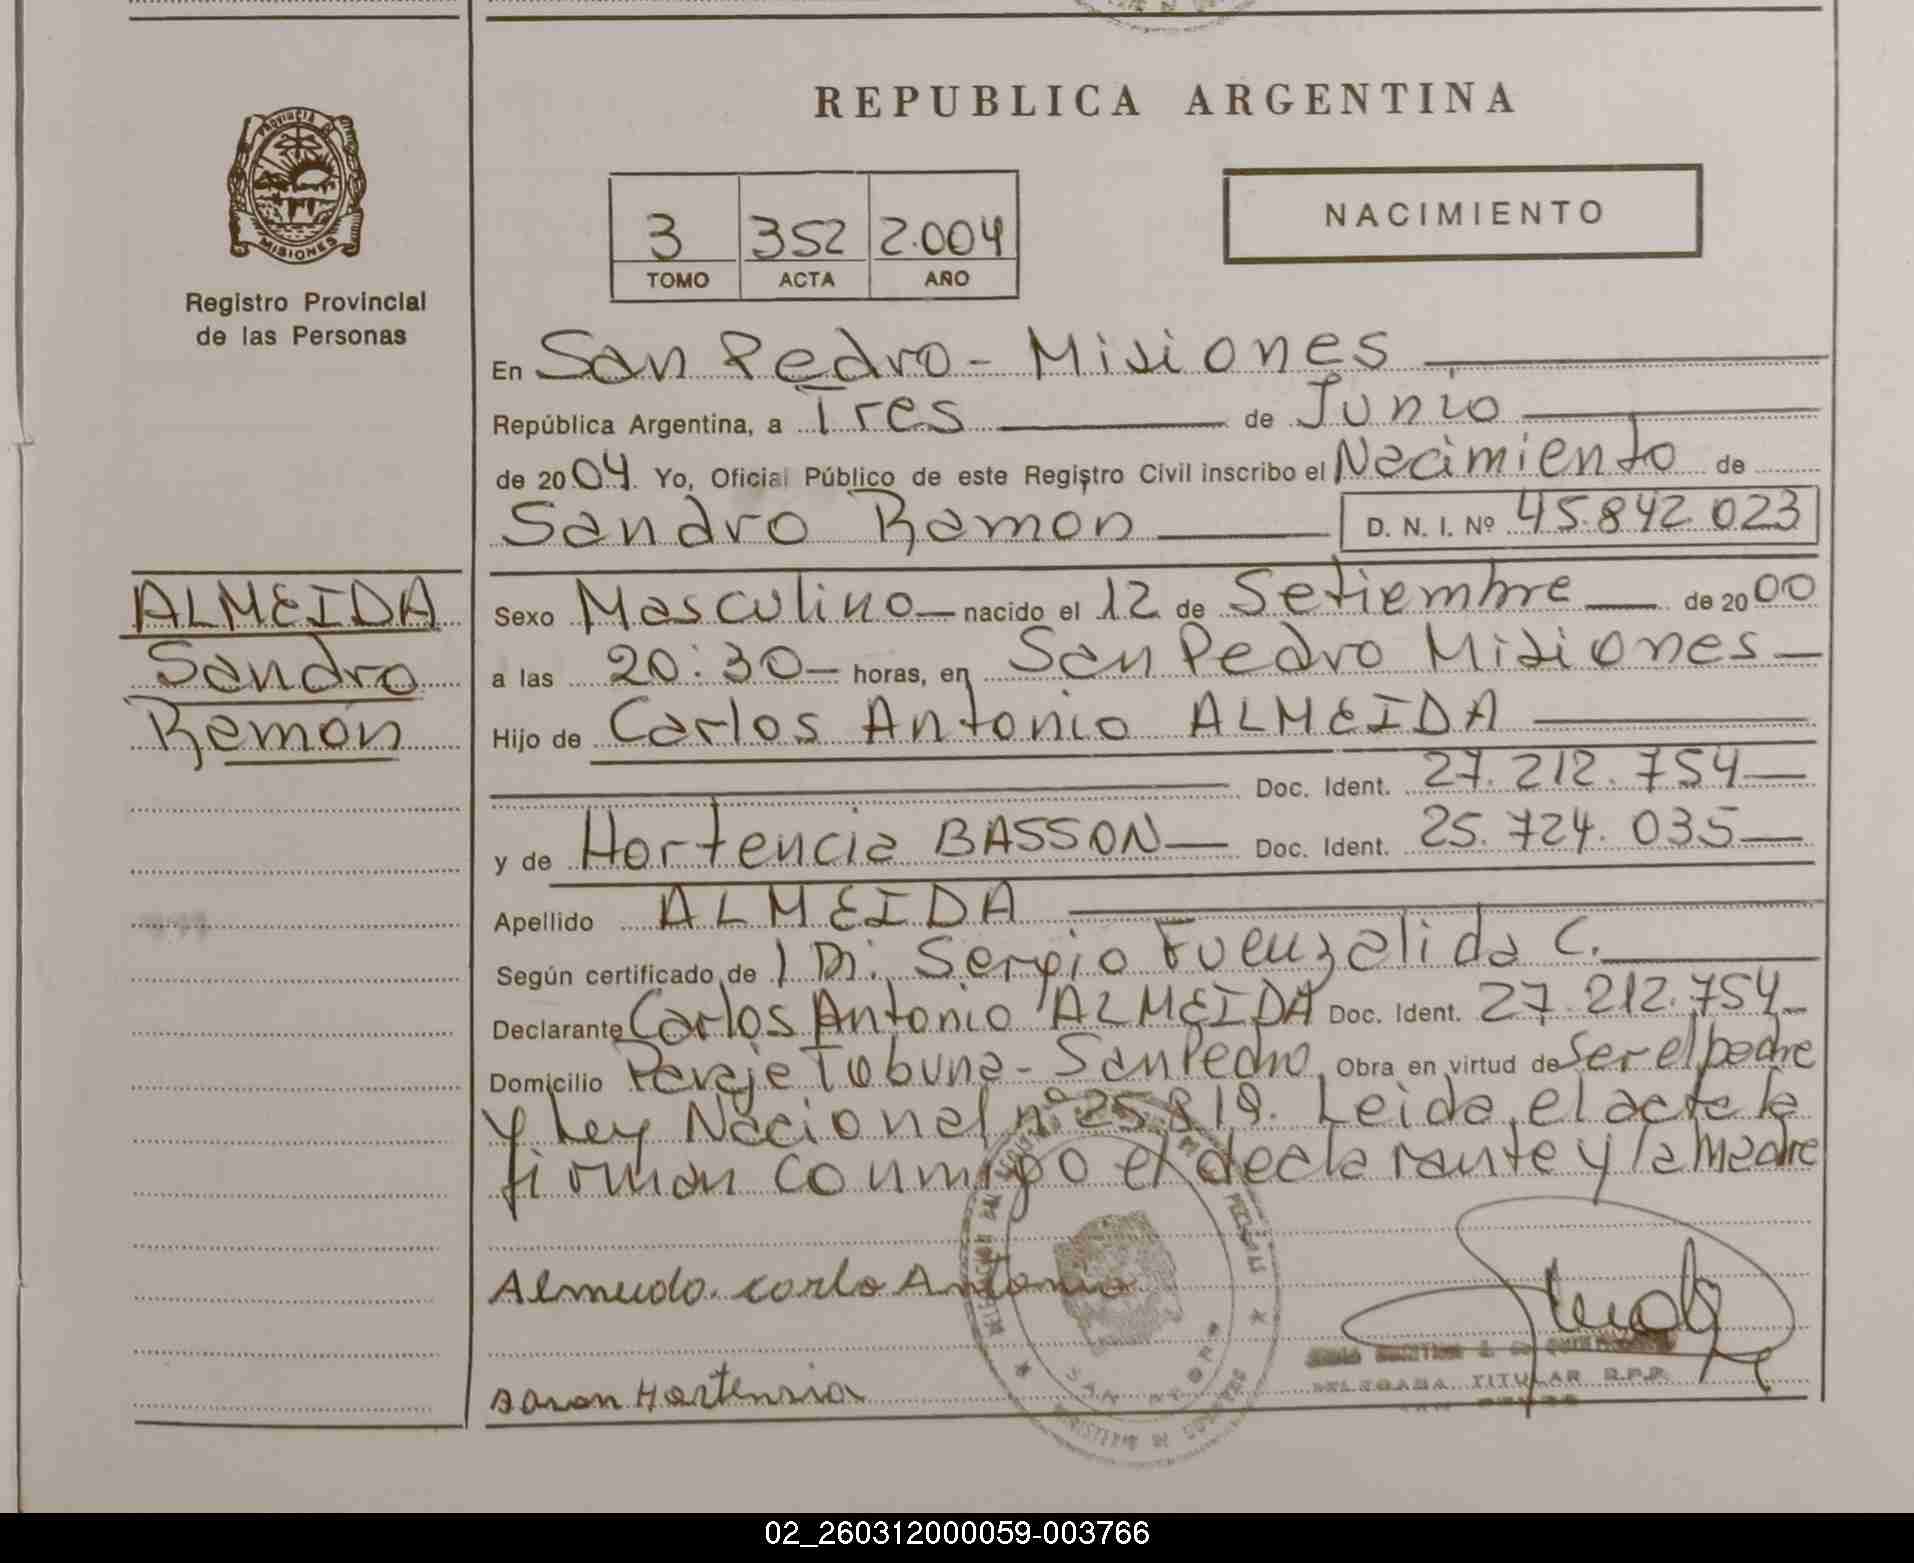 REPUBLICA ARGENTINA
PROVINCIA D
MISIONES
Registro Provincial
de las Personas
3 352 2.004
TOMO ACTA AÑO
NACIMIENTO
En San Pedro - Misiones
República Argentina, a Tres de Junio
de 2004. Yo, Oficial Público de este Registro Civil inscribo el Nacimiento de
Sandro Ramon D. N. I. Nº 45.842.023
ALMEIDA
Sandro
Ramón
Sexo Masculino nacido el 12 de Setiembre de 2000
a las 20:30 horas, en San Pedro Misiones
Hijo de Carlos Antonio ALMEIDA
Doc. Ident. 27.212.754
y de Hortencia BASSON Doc. Ident. 25.724.035
Apellido ALMEIDA
Según certificado de Sergio Fuenzalida C.
Declarante Carlos Antonio ALMEIDA Doc. Ident. 27.212.754
Domicilio Paraje Tobuna - San Pedro Obra en virtud de Ser el padre
y Ley Nacional nº 25.819. Leida el acta la
firman conmigo el declarante y la madre
Almeida. Carlo Antonio
Hortensia
SAN PEDRO
TITULAR R.P.P.
02_260312000059-003766